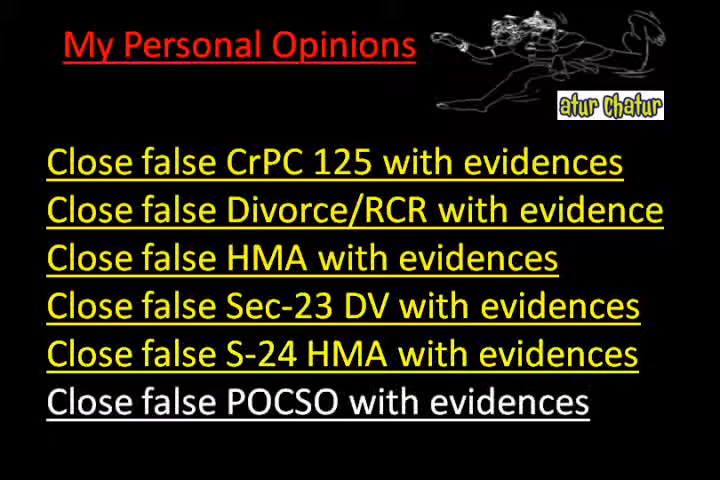 My Personal Opinions
atur Chatur
Close false CrPC 125 with evidences
Close false Divorce/RCR with evidence
Close false HMA with evidences
Close false Sec-23 DV with evidences
Close false S-24 HMA with evidences
Close false POCSO with evidences